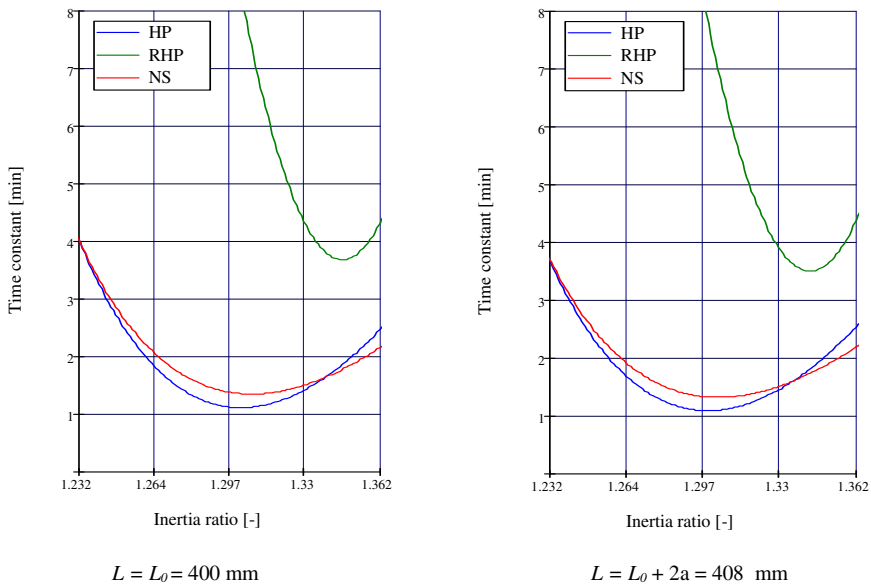 8
7
6
5
4
3
2
1
HP
RHP
NS
Time constant [min]
1.232
1.264
1.297
1.33
1.362
Inertia ratio [-]
L = L0 = 400 mm
8
7
6
5
4
3
2
1
HP
RHP
NS
Time constant [min]
1.232
1.264
1.297
1.33
1.362
Inertia ratio [-]
L = L0 + 2a = 408 mm